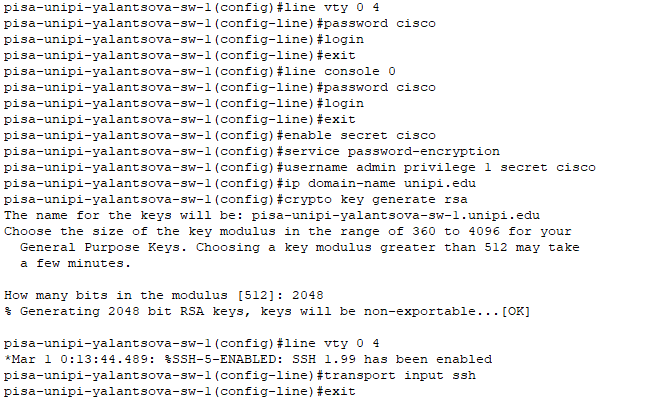 pisa-unipi-yalantsova-sw-1(config)#line vty 0 4
pisa-unipi-yalantsova-sw-1(config-line)#password cisco
pisa-unipi-yalantsova-sw-1(config-line)#login
pisa-unipi-yalantsova-sw-1(config-line)#exit
pisa-unipi-yalantsova-sw-1(config)#line console 0
pisa-unipi-yalantsova-sw-1(config-line)#password cisco
pisa-unipi-yalantsova-sw-1(config-line)#login
pisa-unipi-yalantsova-sw-1(config-line)#exit
pisa-unipi-yalantsova-sw-1(config)#enable secret cisco
pisa-unipi-yalantsova-sw-1(config)#service password-encryption
pisa-unipi-yalantsova-sw-1(config)#username admin privilege 1 secret cisco
pisa-unipi-yalantsova-sw-1(config)#ip domain-name unipi.edu
pisa-unipi-yalantsova-sw-1(config)#crypto key generate rsa
The name for the keys will be: pisa-unipi-yalantsova-sw-1.unipi.edu
Choose the size of the key modulus in the range of 360 to 4096 for your
  General Purpose Keys. Choosing a key modulus greater than 512 may take
  a few minutes.

How many bits in the modulus [512]: 2048
% Generating 2048 bit RSA keys, keys will be non-exportable...[OK]

pisa-unipi-yalantsova-sw-1(config)#line vty 0 4
*Mar 1 0:13:44.489: %SSH-5-ENABLED: SSH 1.99 has been enabled
pisa-unipi-yalantsova-sw-1(config-line)#transport input ssh
pisa-unipi-yalantsova-sw-1(config-line)#exit